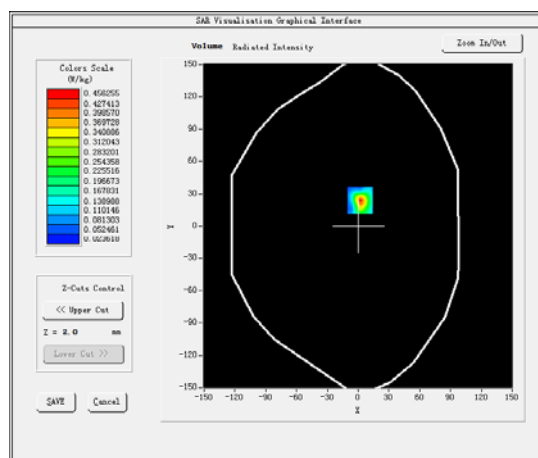 SAR Visualisation Graphical Interface
Volume Radiated Intensity
Zoom In/Out
Colors Scale
(W/kg)
0.456255
0.427413
0.398570
0.369728
0.340886
0.312043
0.283201
0.254358
0.225516
0.196673
0.167831
0.138988
0.110146
0.081303
0.052461
0.023618
Z-Cuts Control
<< Upper Cut
Z = 2.0 mm
Lower Cut >>
SAVE Cancel
150
120
90
60
30
0
-30
-60
-90
-120
-150
Y
-150 -120 -90 -60 -30 0 30 60 90 120 150
X